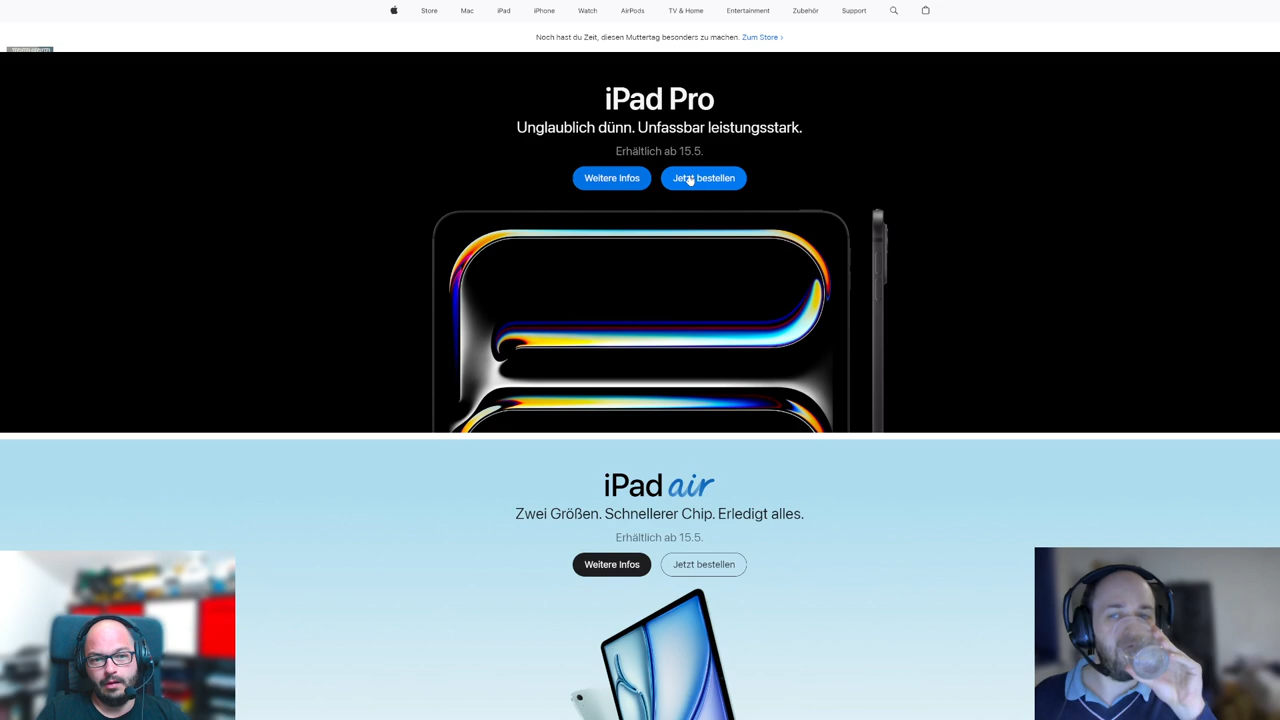 Store Mac iPad iPhone Watch AirPods TV & Home Entertainment Zubehör Support
Noch hast du Zeit, diesen Muttertag besonders zu machen. Zum Store >
iPad Pro
Unglaublich dünn. Unfassbar leistungsstark.
Erhältlich ab 15.5.
Weitere Infos Jetzt bestellen
iPad air
Zwei Größen. Schnellerer Chip. Erledigt alles.
Erhältlich ab 15.5.
Weitere Infos Jetzt bestellen